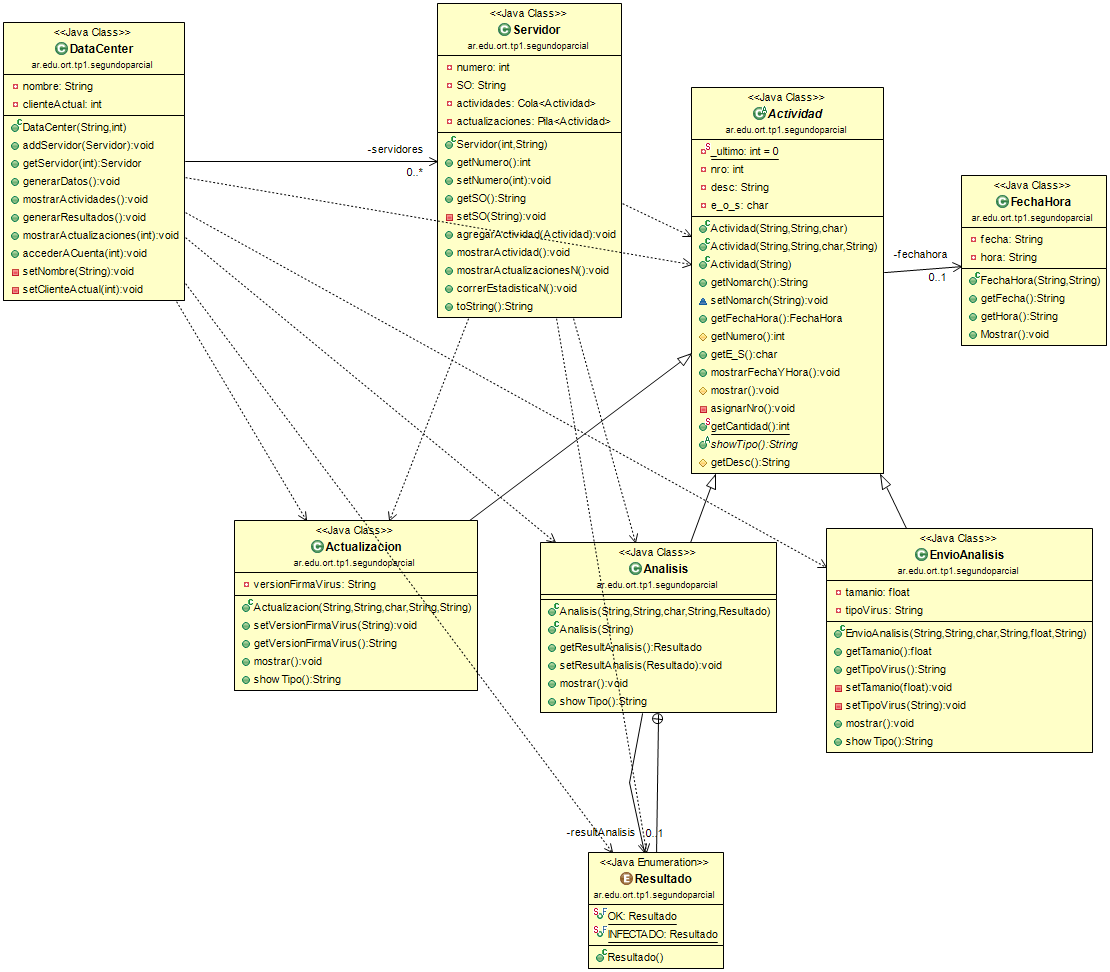 <<Java Class>>
DataCenter
ar.edu.ort.tp1.segundoparcial
nombre: String
clienteActual: int
DataCenter(String,int)
addServidor(Servidor):void
getServidor(int):Servidor
generarDatos():void
mostrarActividades():void
generarResultados():void
mostrarActualizaciones(int):void
accederACuenta(int):void
setNombre(String):void
setClienteActual(int):void
-servidores
0..*
<<Java Class>>
Servidor
ar.edu.ort.tp1.segundoparcial
numero: int
SO: String
actividades: Cola<Actividad>
actualizaciones: Pila<Actividad>
Servidor(int,String)
getNumero():int
setNumero(int):void
getSO():String
setSO(String):void
agregarActividad(Actividad):void
mostrarActividad():void
mostrarActualizacionesN():void
correrEstadisticaN():void
toString():String
<<Java Class>>
Actividad
ar.edu.ort.tp1.segundoparcial
_ultimo: int = 0
nro: int
desc: String
e_o_s: char
Actividad(String,String,char)
Actividad(String,String,char,String)
Actividad(String)
getNomarch():String
setNomarch(String):void
getFechaHora():FechaHora
getNumero():int
getE_S():char
mostrarFechaYHora():void
mostrar():void
asignarNro():void
getCantidad():int
showTipo():String
getDesc():String
-fechahora
0..1
<<Java Class>>
FechaHora
ar.edu.ort.tp1.segundoparcial
fecha: String
hora: String
FechaHora(String,String)
getFecha():String
getHora():String
Mostrar():void
<<Java Class>>
Actualizacion
ar.edu.ort.tp1.segundoparcial
versionFirmaVirus: String
Actualizacion(String,String,char,String,String)
setVersionFirmaVirus(String):void
getVersionFirmaVirus():String
mostrar():void
showTipo():String
<<Java Class>>
Analisis
ar.edu.ort.tp1.segundoparcial
Analisis(String,String,char,String,Resultado)
Analisis(String)
getResultAnalisis():Resultado
setResultAnalisis(Resultado):void
mostrar():void
showTipo():String
<<Java Class>>
EnvioAnalisis
ar.edu.ort.tp1.segundoparcial
tamanio: float
tipoVirus: String
EnvioAnalisis(String,String,char,String,float,String)
getTamanio():float
getTipoVirus():String
setTamanio(float):void
setTipoVirus(String):void
mostrar():void
showTipo():String
-resultAnalisis
0..1
<<Java Enumeration>>
Resultado
ar.edu.ort.tp1.segundoparcial
OK: Resultado
INFECTADO: Resultado
Resultado()